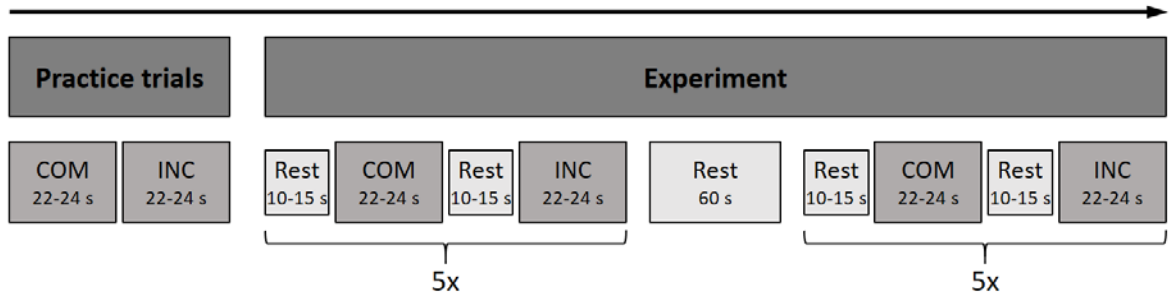 Practice trials
Experiment
COM
22-24 s
INC
22-24 s
Rest
10-15 s
COM
22-24 s
Rest
10-15 s
INC
22-24 s
Rest
60 s
Rest
10-15 s
COM
22-24 s
Rest
10-15 s
INC
22-24 s
5x
5x